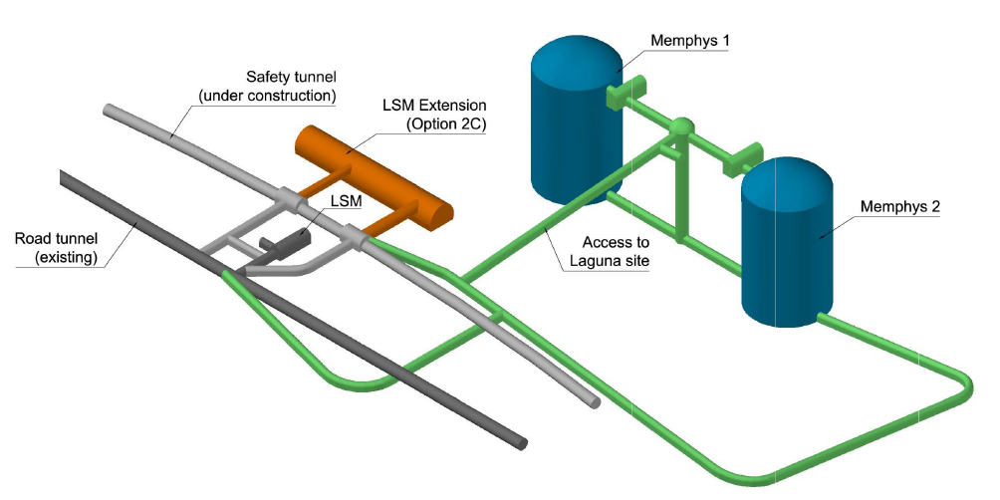 Memphys 1
Safety tunnel
(under construction)
LSM Extension
(Option 2C)
LSM
Memphys 2
Road tunnel
(existing)
Access to
Laguna site